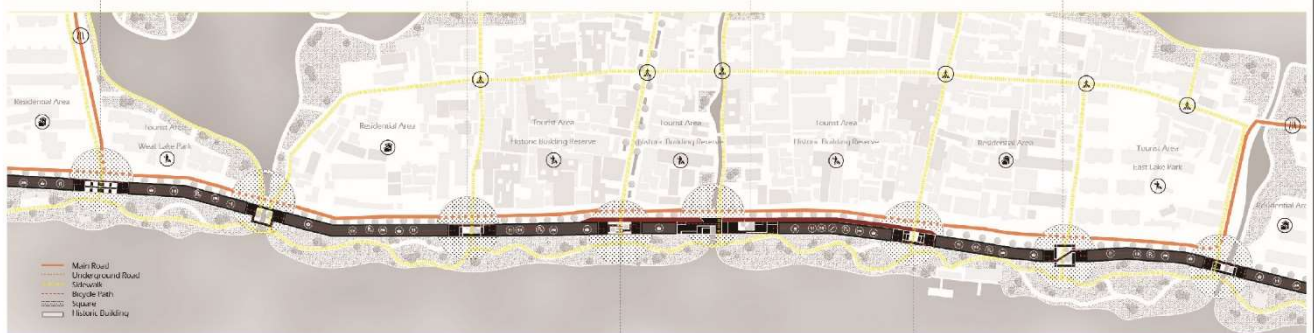 Residential Area
Tourist Area
West Lake Park
Residential Area
Tourist Area
Historic Building Reserve
Tourist Area
Historic Building Reserve
Tourist Area
Historic Building Reserve
Residential Area
Tourist Area
East Lake Park
Residential Area
Main Road
Underground Road
Sidewalk
Bicycle Path
Square
Historic Building